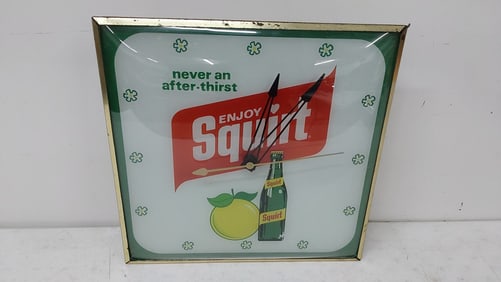 never an
after-thirst
ENJOY
Squirt
Squirt
Squirt